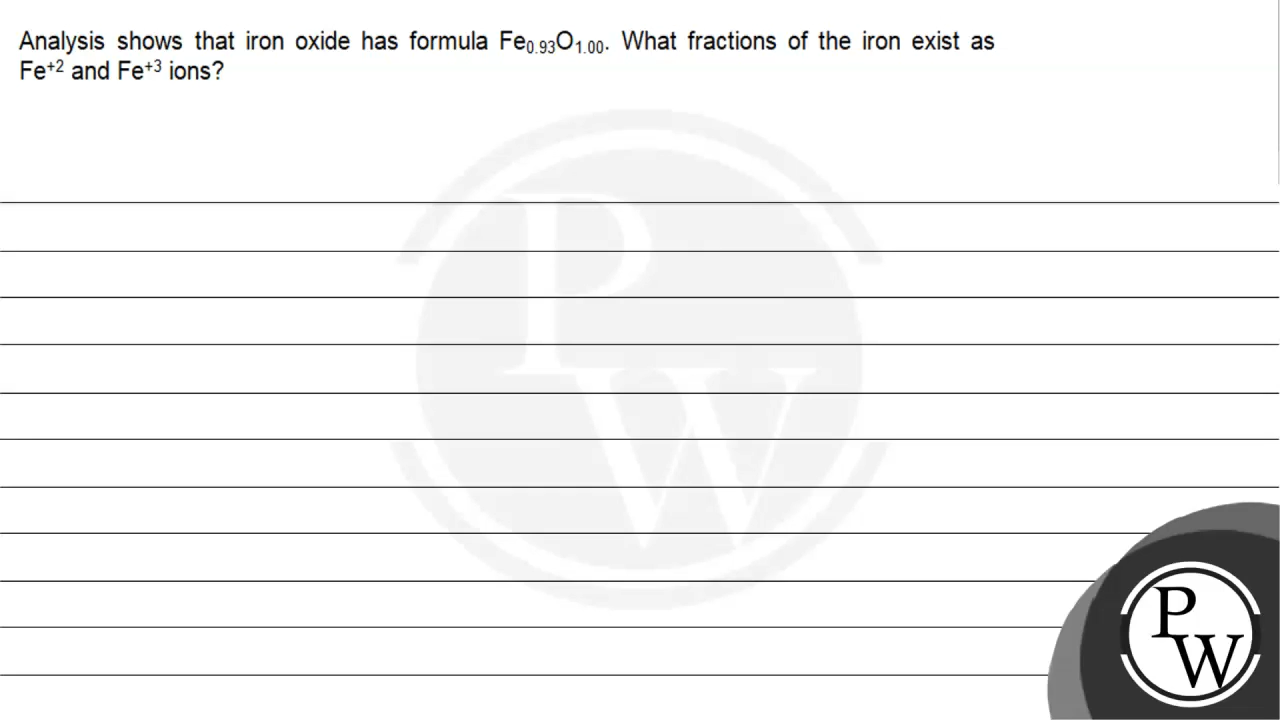 Analysis shows that iron oxide has formula Fe₀.₉₃O₁.₀₀. What fractions of the iron exist as
Fe⁺² and Fe⁺³ ions?
P
W
P
W